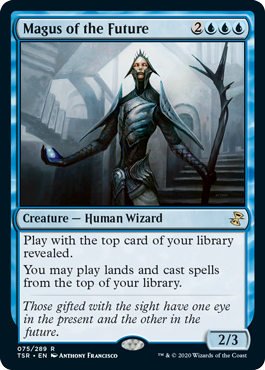 Magus of the Future 2
Creature — Human Wizard
Play with the top card of your library
revealed.
You may play lands and cast spells
from the top of your library.
Those gifted with the sight have one eye
in the present and the other in the
future.
2/3
075/289 R
TSR • EN ANTHONY FRANCISCO
™ & © 2020 Wizards of the Coast